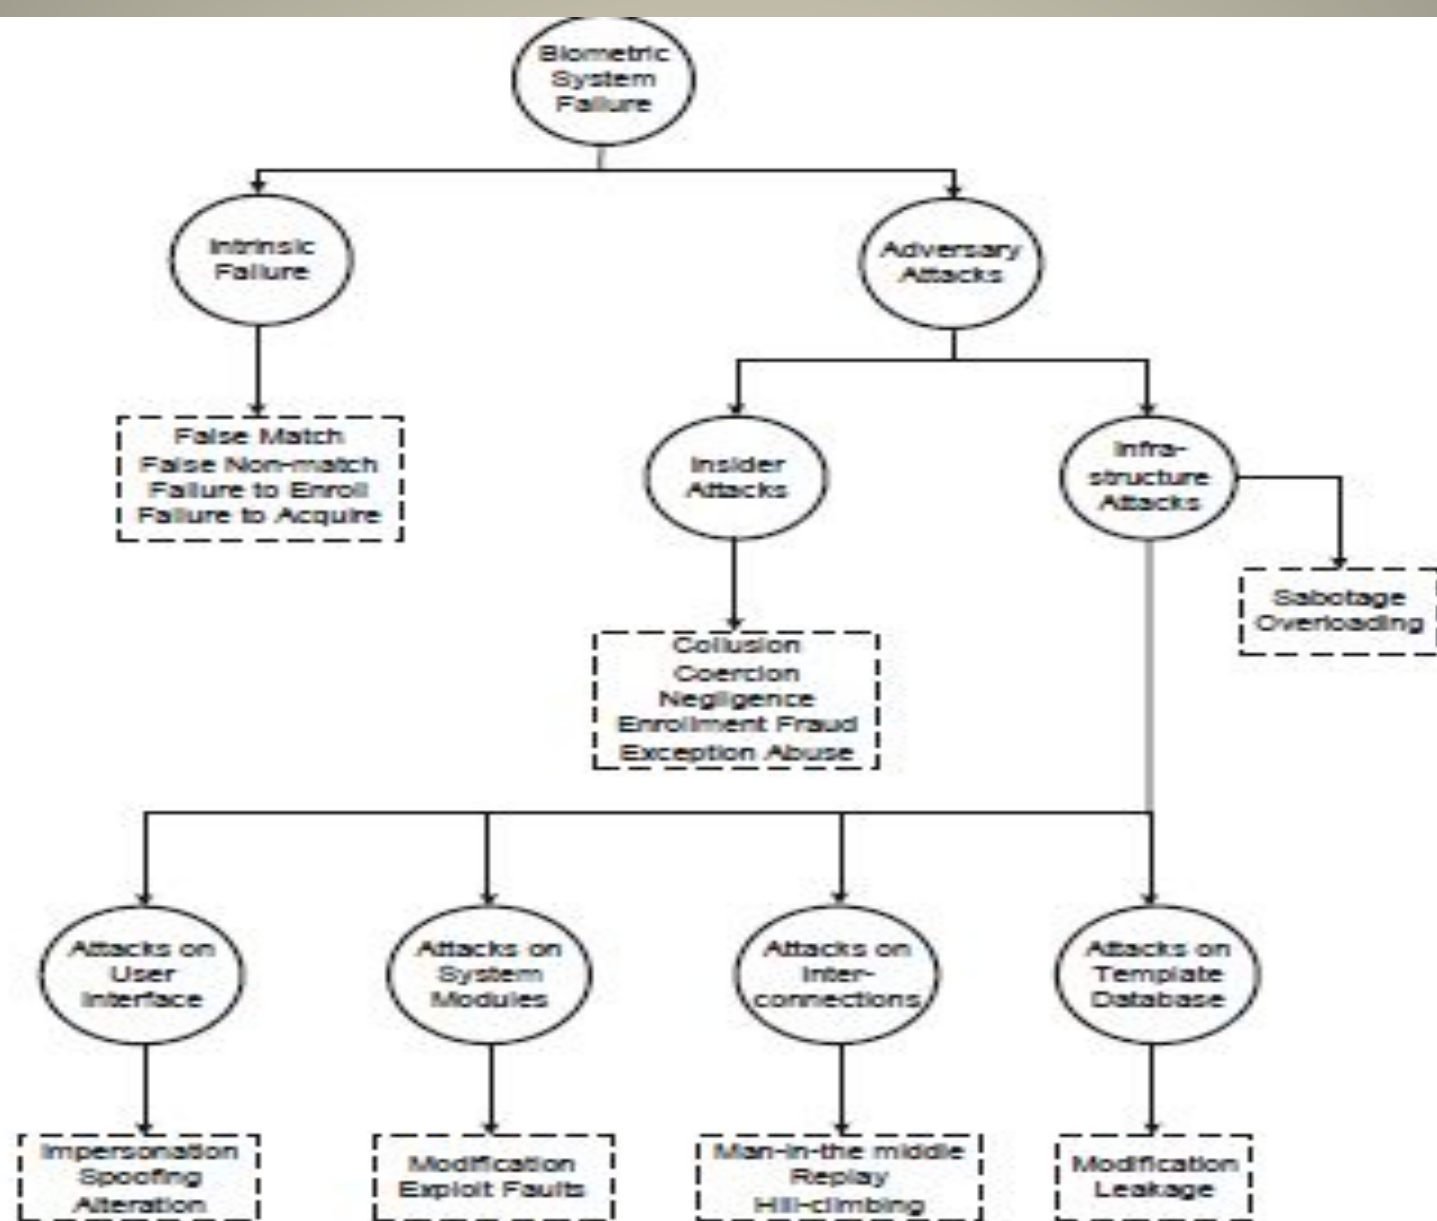 Biometric
System
Failure
Intrinsic
Failure
Adversary
Attacks
False Match
False Non-match
Failure to Enroll
Failure to Acquire
Insider
Attacks
Infra-
structure
Attacks
Sabotage
Overloading
Collusion
Coercion
Negligence
Enrollment Fraud
Exception Abuse
Attacks on
User
Interface
Attacks on
System
Modules
Attacks on
Inter-
connections
Attacks on
Template
Database
Impersonation
Spoofing
Alteration
Modification
Exploit Faults
Man-in-the middle
Replay
Hill-climbing
Modification
Leakage